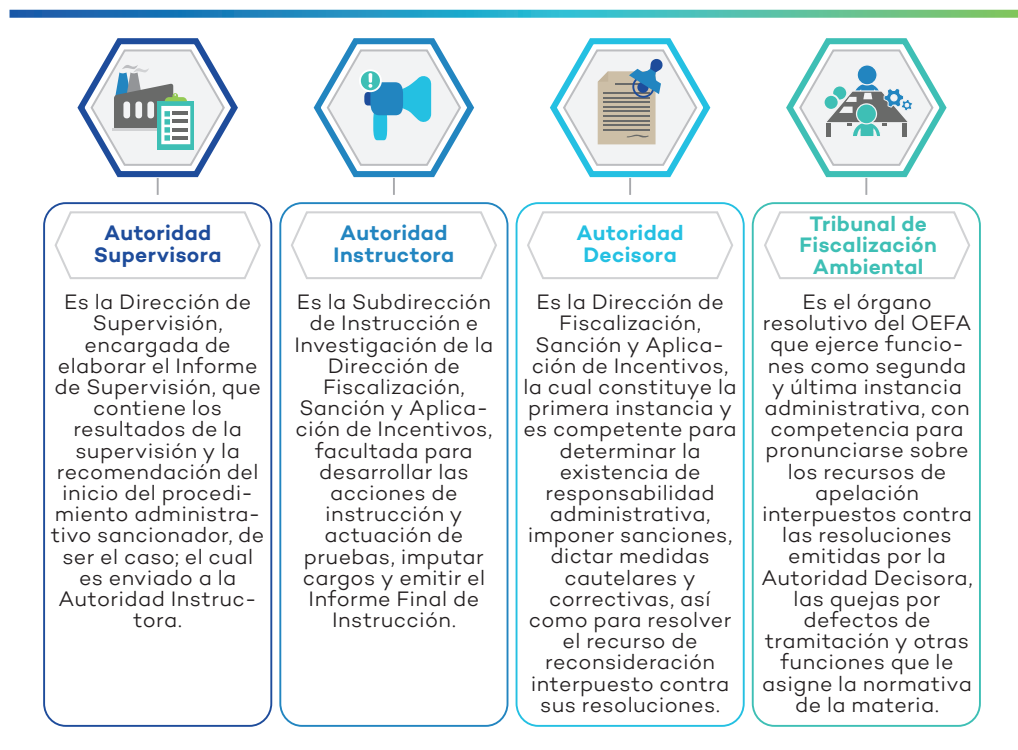 Autoridad
Supervisora
Es la Dirección de
Supervisión,
encargada de
elaborar el Informe
de Supervisión, que
contiene los
resultados de la
supervisión y la
recomendación del
inicio del procedi-
miento administra-
tivo sancionador, de
ser el caso; el cual
es enviado a la
Autoridad Instruc-
tora.
Autoridad
Instructora
Es la Subdirección
de Instrucción e
Investigación de la
Dirección de
Fiscalización,
Sanción y Aplica-
ción de Incentivos,
facultada para
desarrollar las
acciones de
instrucción y
actuación de
pruebas, imputar
cargos y emitir el
Informe Final de
Instrucción.
Autoridad
Decisora
Es la Dirección de
Fiscalización,
Sanción y Aplica-
ción de Incentivos,
la cual constituye la
primera instancia y
es competente para
determinar la
existencia de
responsabilidad
administrativa,
imponer sanciones,
dictar medidas
cautelares y
correctivas, así
como para resolver
el recurso de
reconsideración
interpuesto contra
sus resoluciones.
Tribunal de
Fiscalización
Ambiental
Es el órgano
resolutivo del OEFA
que ejerce funcio-
nes como segunda
y última instancia
administrativa, con
competencia para
pronunciarse sobre
los recursos de
apelación
interpuestos contra
las resoluciones
emitidas por la
Autoridad Decisora,
las quejas por
defectos de
tramitación y otras
funciones que le
asigne la normativa
de la materia.